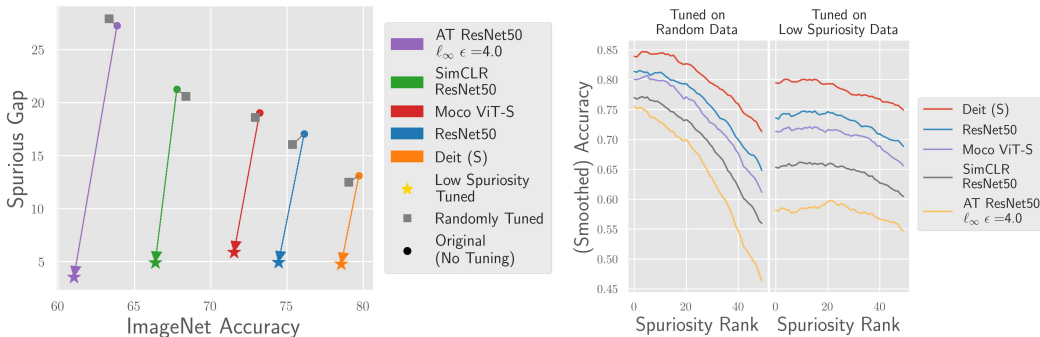 Spurious Gap
25
20
15
10
5
60
65
70
75
80
ImageNet Accuracy
AT ResNet50
ℓ∞ ϵ =4.0
SimCLR
ResNet50
Moco ViT-S
ResNet50
Deit (S)
Low Spuriosity
Tuned
Randomly Tuned
Original
(No Tuning)
Tuned on
Random Data
Tuned on
Low Spuriosity Data
(Smoothed) Accuracy
0.85
0.80
0.75
0.70
0.65
0.60
0.55
0.50
0.45
0
20
40
0
20
40
Spuriosity Rank
Spuriosity Rank
Deit (S)
ResNet50
Moco ViT-S
SimCLR
ResNet50
AT ResNet50
ℓ∞ ϵ =4.0